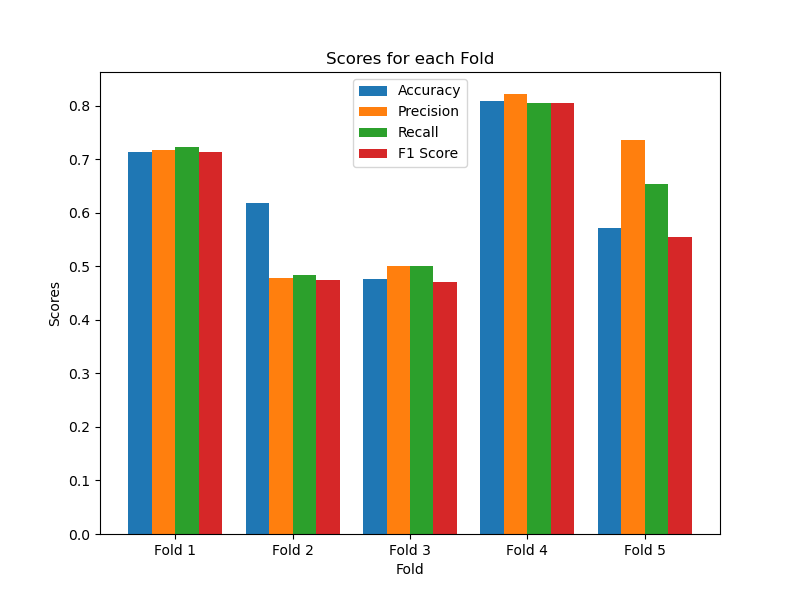 Scores for each Fold
Accuracy
Precision
Recall
F1 Score
Scores
0.8
0.7
0.6
0.5
0.4
0.3
0.2
0.1
0.0
Fold 1
Fold 2
Fold 3
Fold 4
Fold 5
Fold